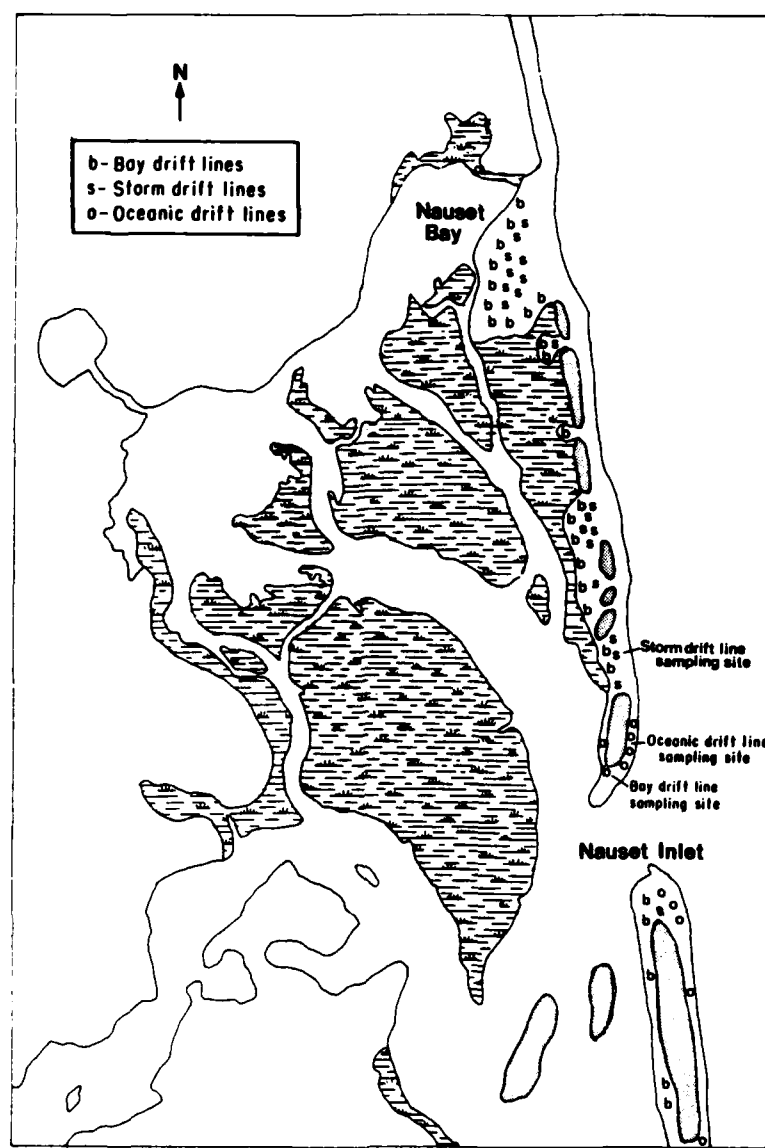 N
b- Bay drift lines
s- Storm drift lines
o- Oceanic drift lines
Nauset
Bay
b
s
b
s
b
s
s
b
s
s
b
s
b
s
b
s
b
b
b
b
b
s
b
b
b
s
b
s
b
s
s
b
s
b
b
s
b
s
b
s
b
s
Storm drift line
sampling site
o
o
o
o
o
o
Oceanic drift line
sampling site
Bay drift line
sampling site
Nauset Inlet
b
o
s
o
b
s
o
b
o
b
b
o